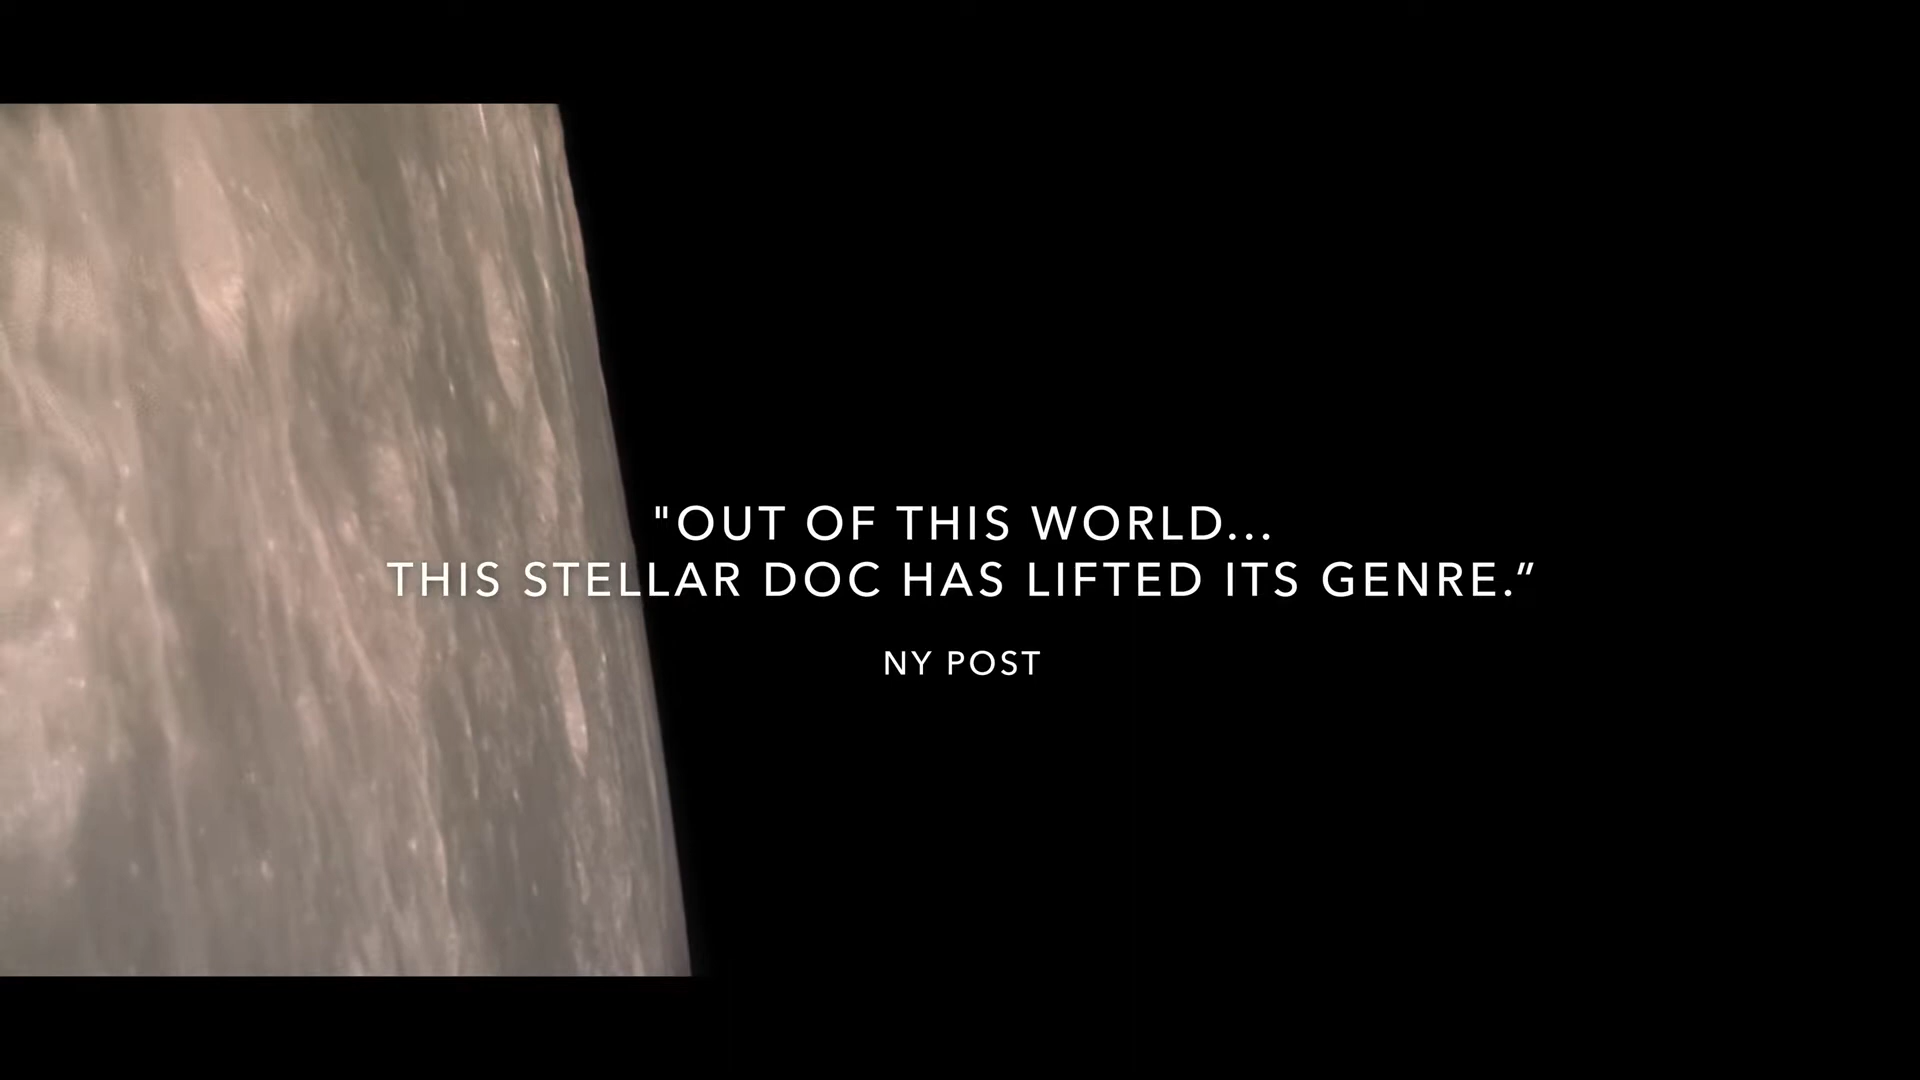 "OUT OF THIS WORLD...
THIS STELLAR DOC HAS LIFTED ITS GENRE.”
NY POST